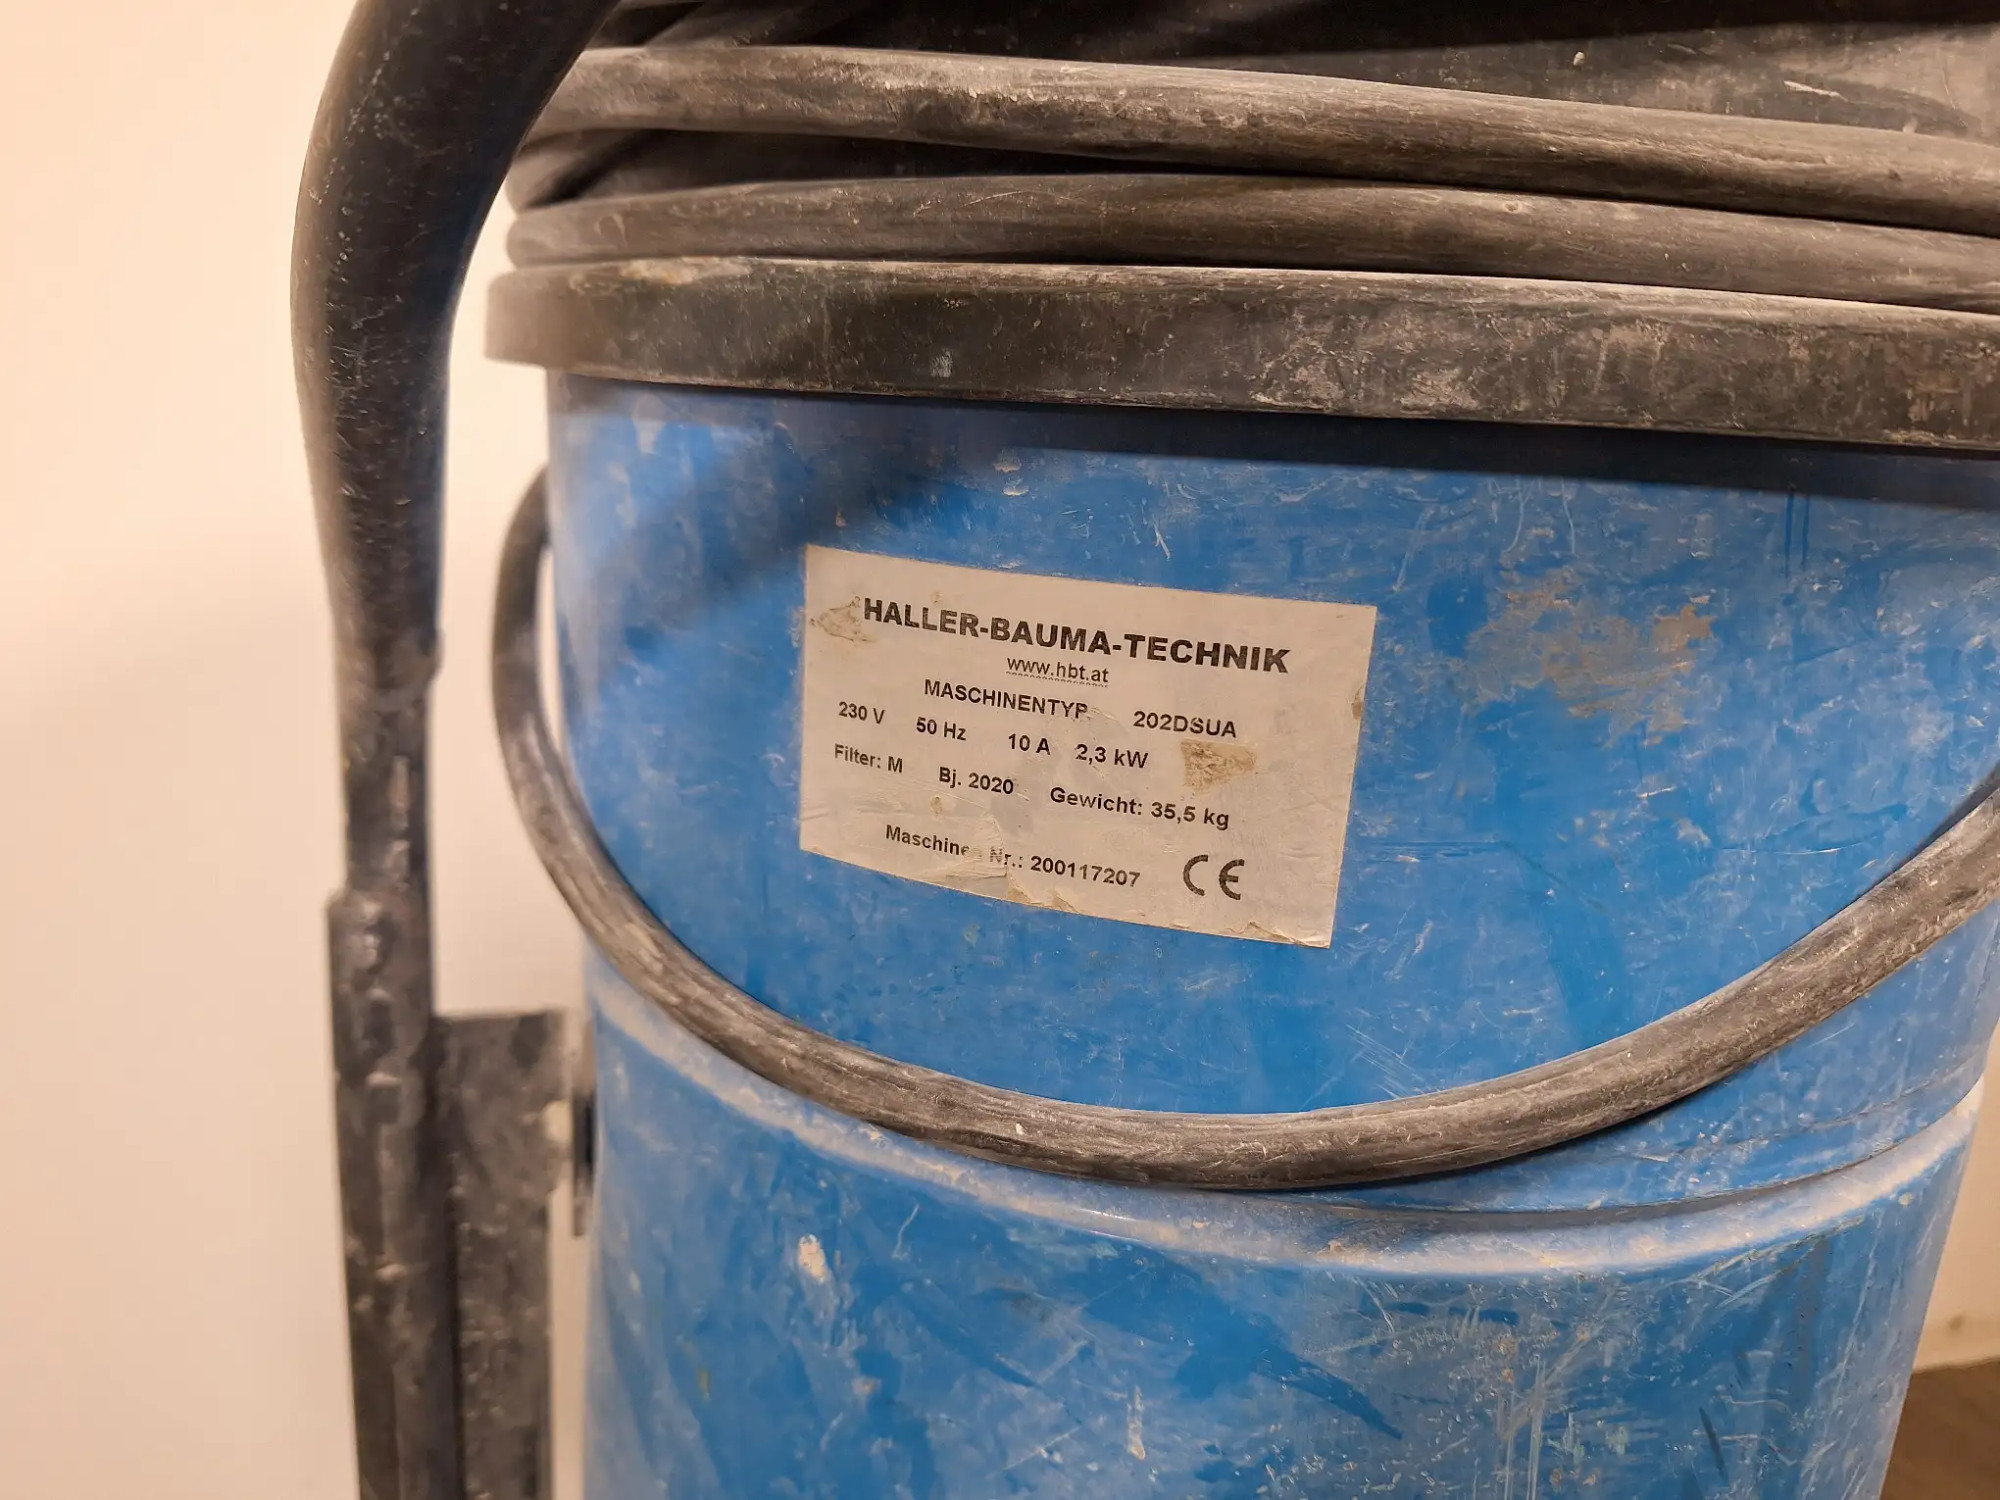 HALLER-BAUMA-TECHNIK
www.hbt.at
MASCHINENTYP: 202DSUA
230 V 50 Hz 10 A 2,3 kW
Filter: M Bj. 2020 Gewicht: 35,5 kg
Maschinen Nr.: 200117207 CE